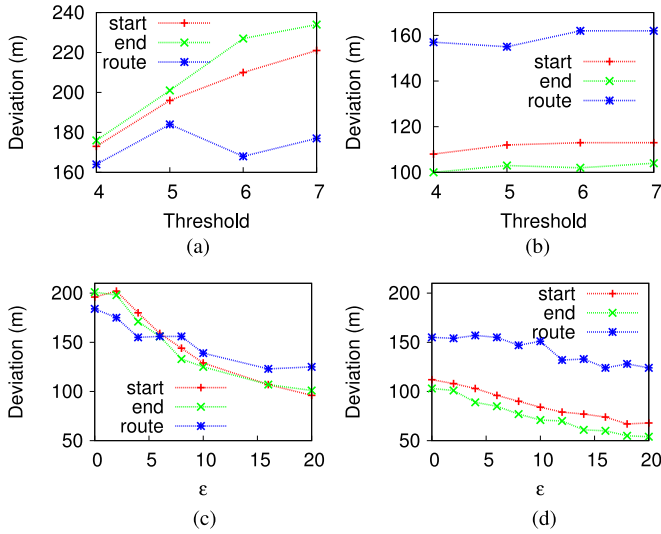 240
220
200
180
160
Deviation (m)
start
end
route
4 5 6 7
Threshold
(a)
160
140
120
100
Deviation (m)
start
end
route
4 5 6 7
Threshold
(b)
200
150
100
50
Deviation (m)
start
end
route
0 5 10 15 20
ε
(c)
200
150
100
50
Deviation (m)
start
end
route
0 5 10 15 20
ε
(d)